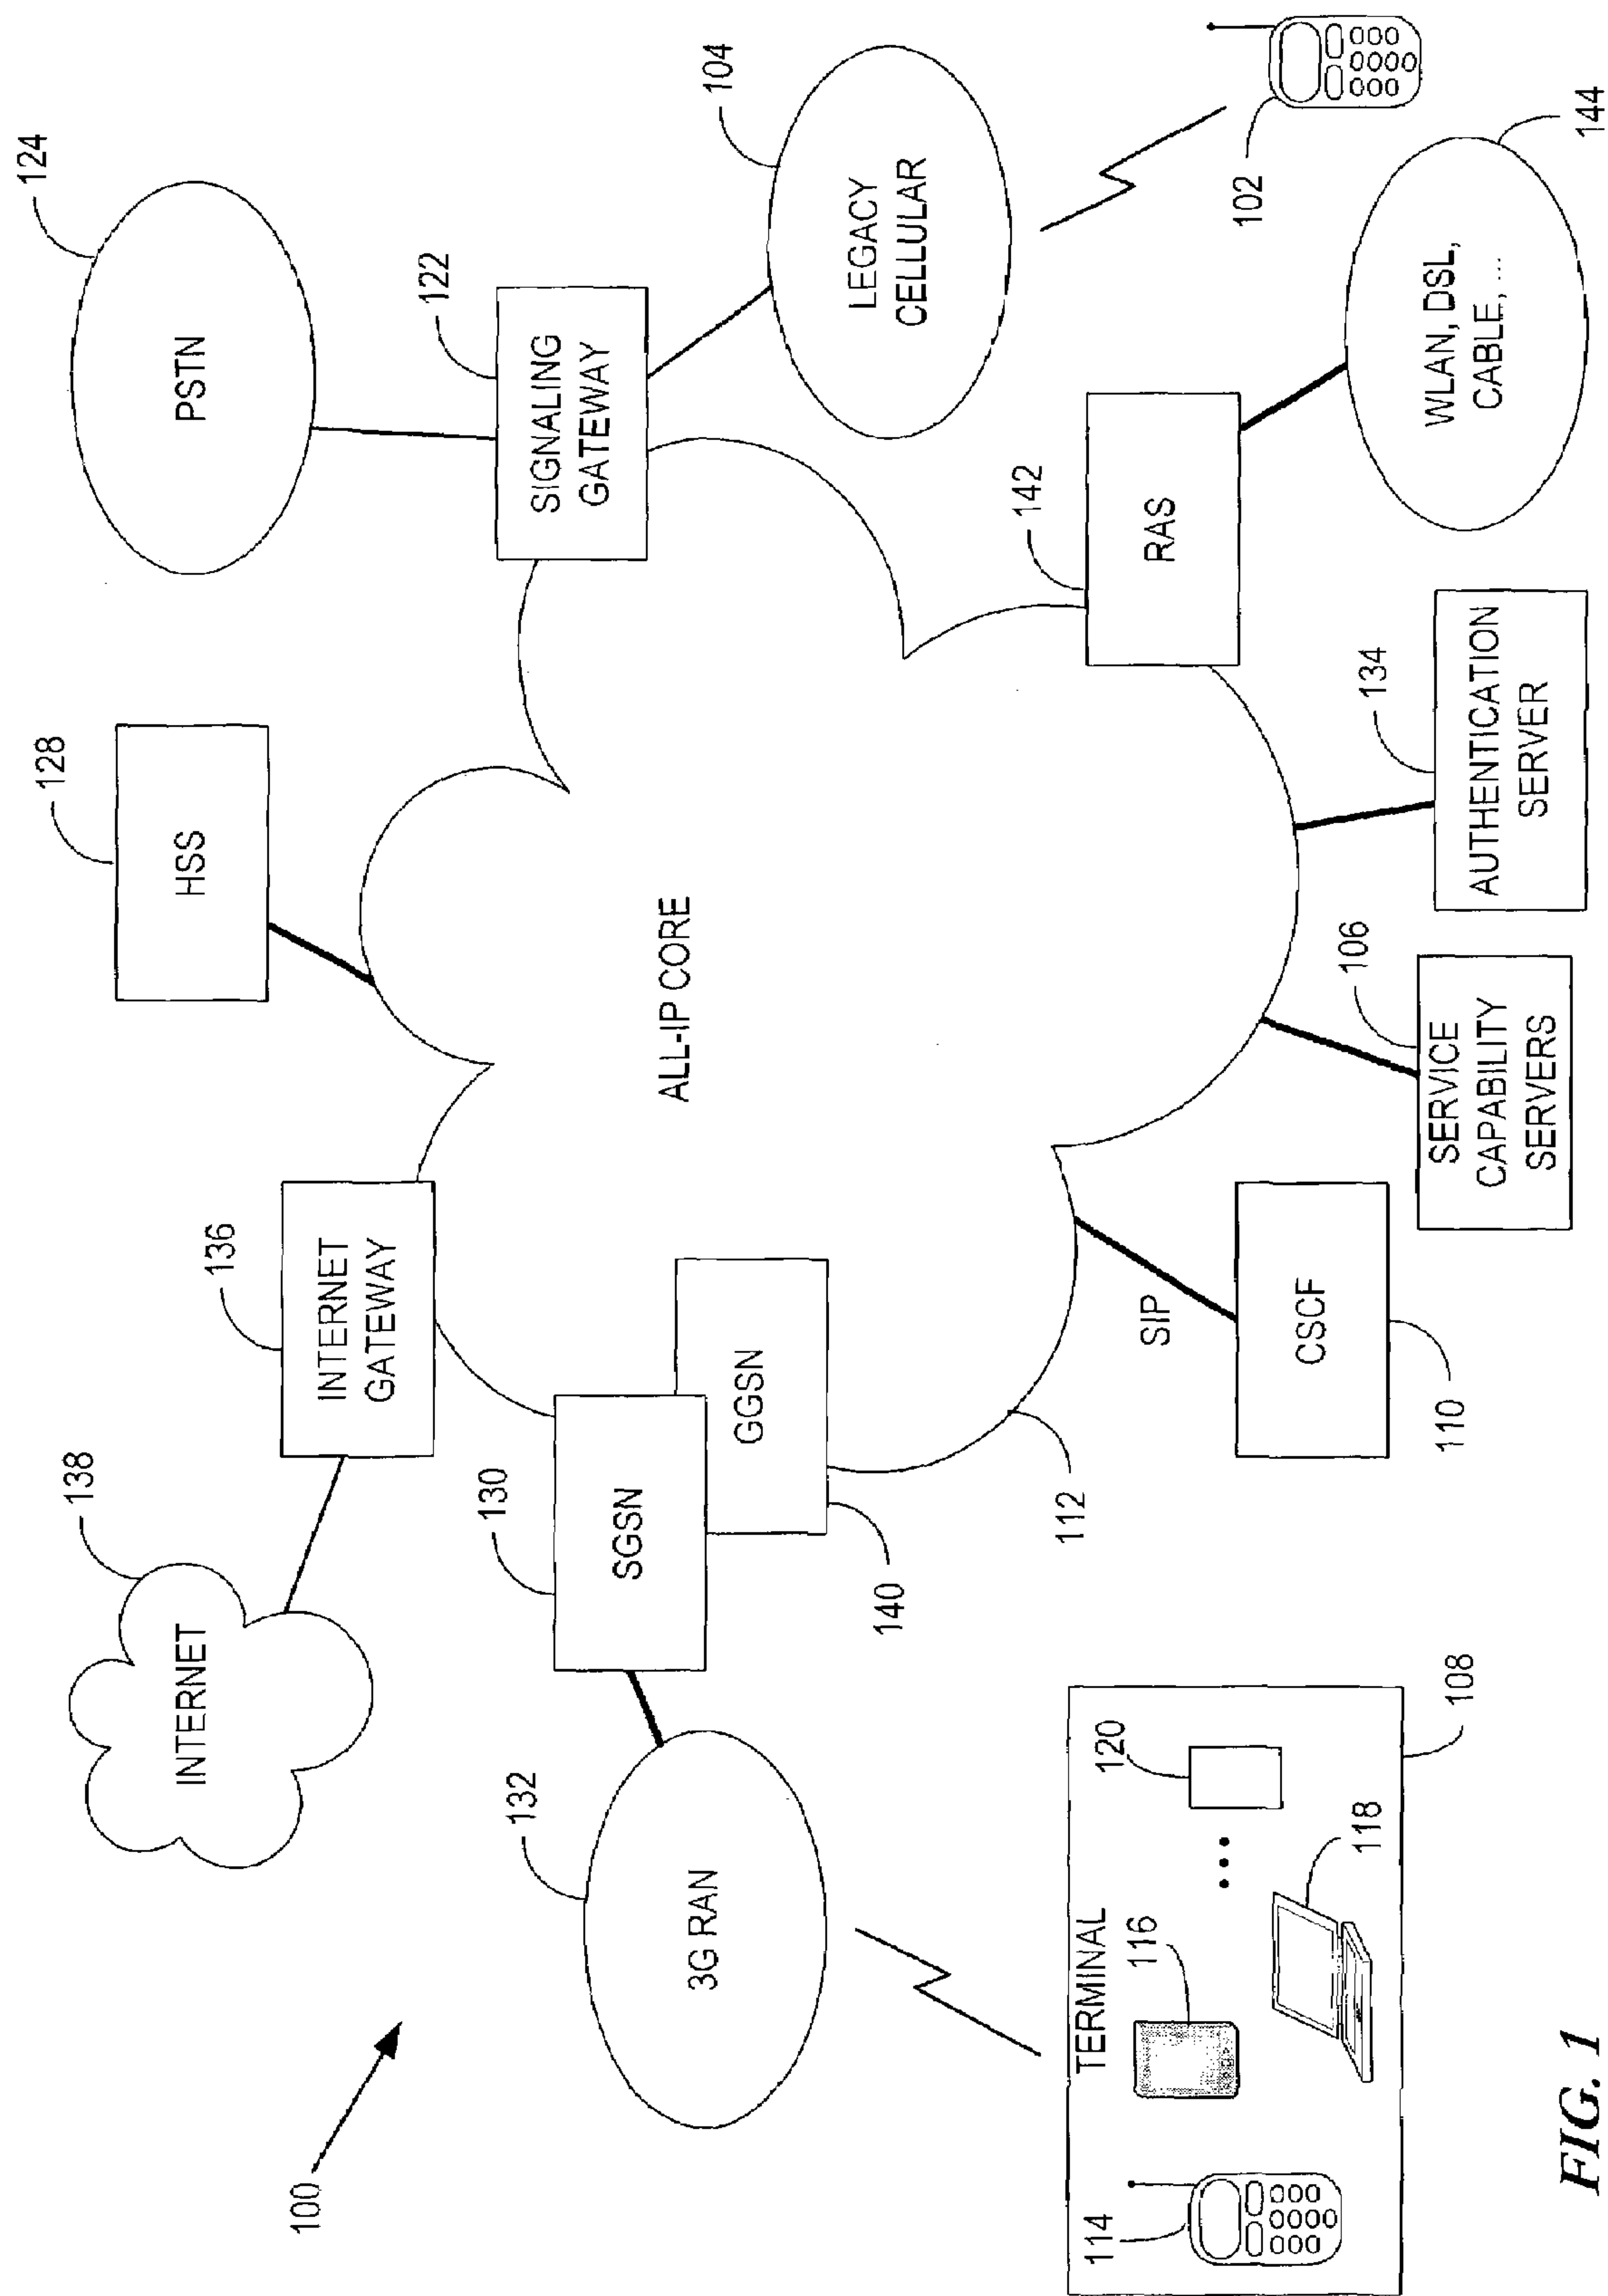 100
INTERNET
138
INTERNET
GATEWAY
136
HSS
128
PSTN
124
3G RAN
132
SGSN
130
GGSN
140
ALL-IP CORE
SIGNALING
GATEWAY
122
LEGACY
CELLULAR
104
102
112
SIP
CSCF
110
SERVICE
CAPABILITY
SERVERS
106
AUTHENTICATION
SERVER
134
RAS
142
WLAN, DSL,
CABLE, ...
144
TERMINAL
114
116
118
120
108
FIG. 1